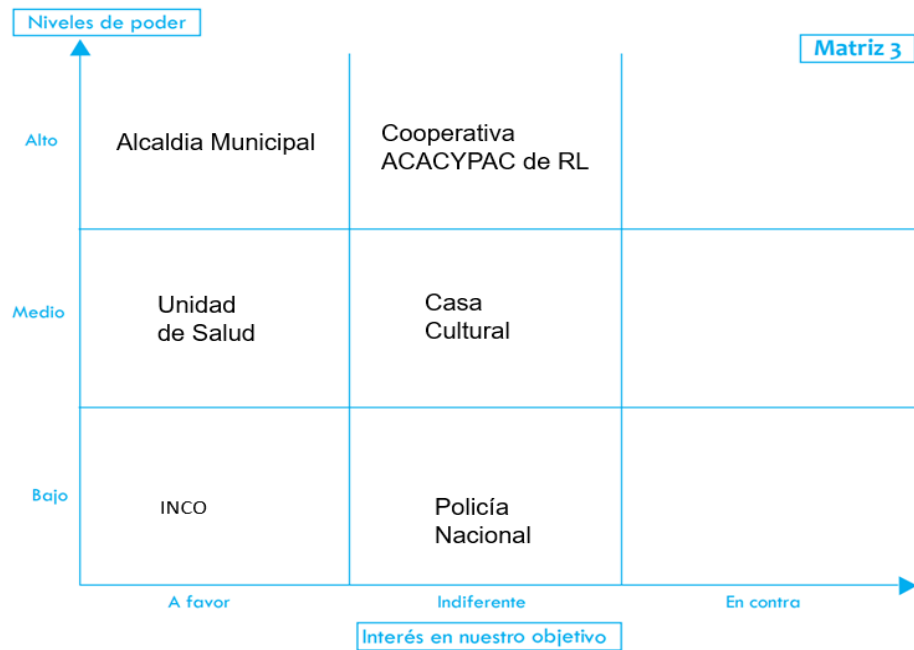 Niveles de poder
Matriz 3
Alto
Alcaldia Municipal
Cooperativa
ACACYPAC de RL
Medio
Unidad
de Salud
Casa
Cultural
Bajo
INCO
Policía
Nacional
A favor
Indiferente
En contra
Interés en nuestro objetivo